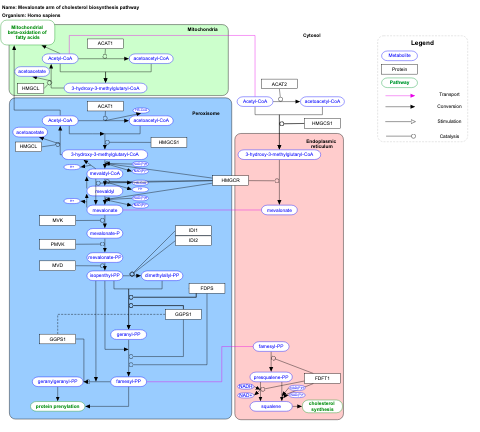 Name: Mevalonate arm of cholesterol biosynthesis pathway
Organism: Homo sapiens
Mitochondrial
beta-oxidation of
fatty acids
Mitochondria
Cytosol
Legend
Metabolite
Protein
Pathway
Transport
Conversion
Stimulation
Catalysis
ACAT1
Acetyl-CoA
acetoacetyl-CoA
acetoacetate
HMGCL
3-hydroxy-3-methylglutaryl-CoA
ACAT2
Acetyl-CoA
acetoacetyl-CoA
HMGCS1
Peroxisome
ACAT1
Acetyl-CoA
acetoacetyl-CoA
acetoacetate
HMGCL
HMGCS1
3-hydroxy-3-methylglutaryl-CoA
Endoplasmic
reticulum
3-hydroxy-3-methylglutaryl-CoA
mevaldyl-CoA
HMGCR
mevaldyl
mevalonate
mevalonate
MVK
mevalonate-P
IDI1
IDI2
PMVK
mevalonate-PP
MVD
isopenthyl-PP
dimethylallyl-PP
FDPS
GGPS1
geranyl-PP
GGPS1
farnesyl-PP
presqualene-PP
FDFT1
geranylgeranyl-PP
farnesyl-PP
NADH
NAD+
protein prenylation
squalene
cholesterol
synthesis